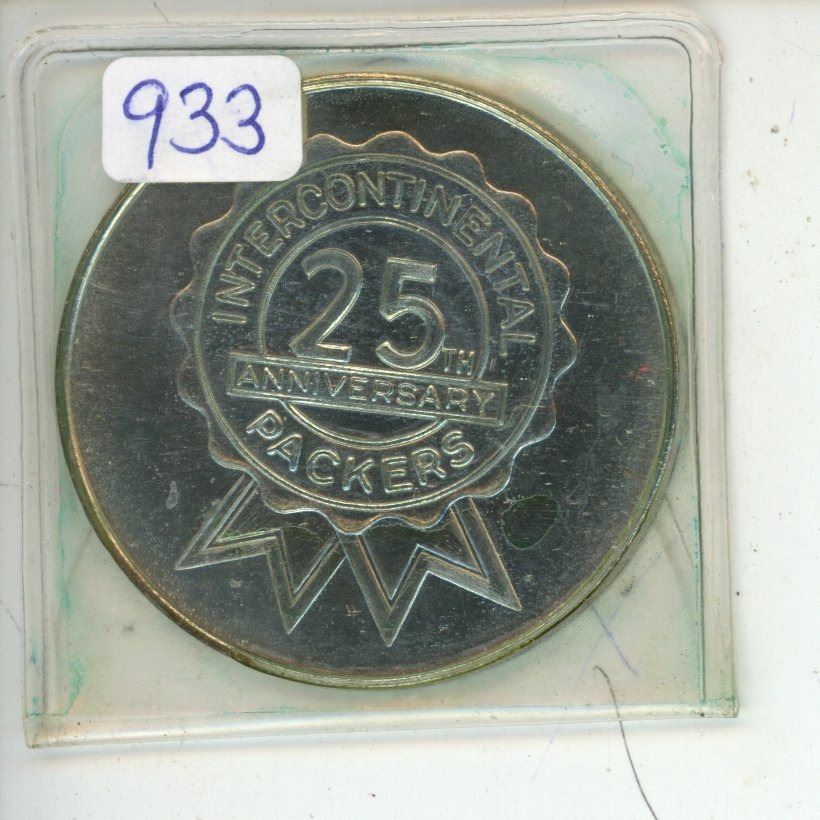 933
INTERCONTINENTAL
25TH
ANNIVERSARY
PACKERS